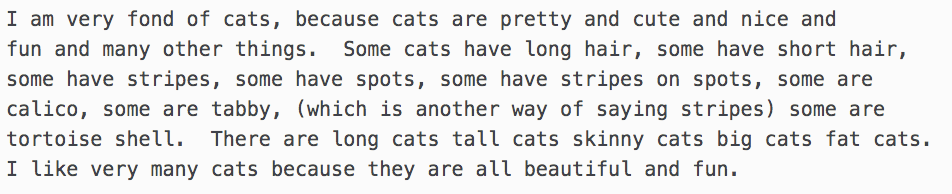 I am very fond of cats, because cats are pretty and cute and nice and
fun and many other things.  Some cats have long hair, some have short hair,
some have stripes, some have spots, some have stripes on spots, some are
calico, some are tabby, (which is another way of saying stripes) some are
tortoise shell.  There are long cats tall cats skinny cats big cats fat cats.
I like very many cats because they are all beautiful and fun.